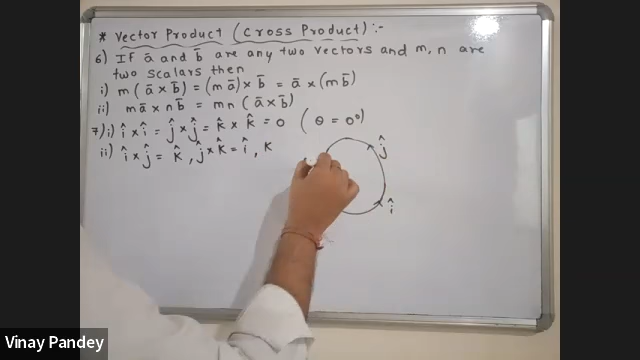 * Vector Product (Cross Product) :-
6) If ā and b̄ are any two vectors and m, n are
two scalars then
i) m (ā × b̄) = (m ā) × b̄ = ā × (m b̄)
ii) m ā × n b̄ = mn (ā × b̄)
7) i) î × î = ĵ × ĵ = k̂ × k̂ = 0 ( θ = 0°)
ii) î × ĵ = k̂ , ĵ × k̂ = î , k
ĵ
î
Vinay Pandey